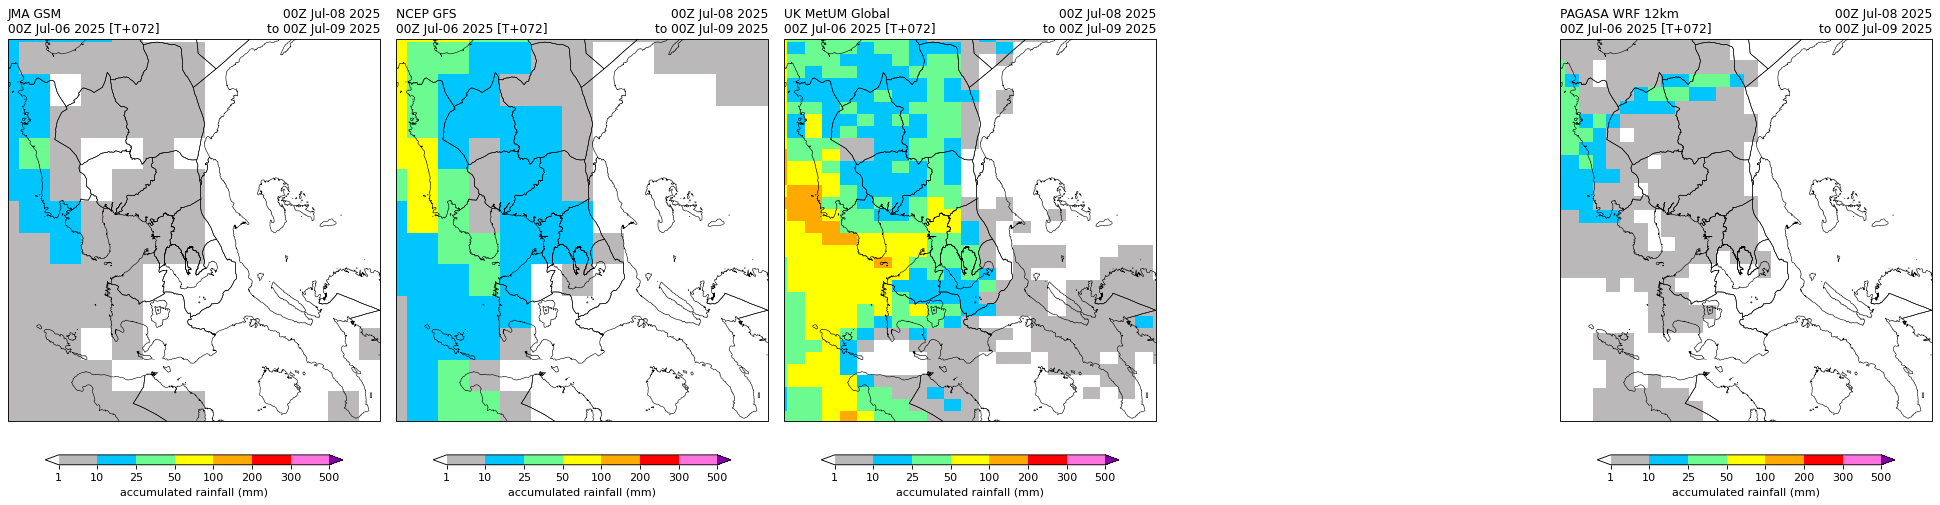 JMA GSM 00Z Jul-08 2025
00Z Jul-06 2025 [T+072] to 00Z Jul-09 2025
1 10 25 50 100 200 300 500
accumulated rainfall (mm)
NCEP GFS 00Z Jul-08 2025
00Z Jul-06 2025 [T+072] to 00Z Jul-09 2025
1 10 25 50 100 200 300 500
accumulated rainfall (mm)
UK MetUM Global 00Z Jul-08 2025
00Z Jul-06 2025 [T+072] to 00Z Jul-09 2025
1 10 25 50 100 200 300 500
accumulated rainfall (mm)
PAGASA WRF 12km 00Z Jul-08 2025
00Z Jul-06 2025 [T+072] to 00Z Jul-09 2025
1 10 25 50 100 200 300 500
accumulated rainfall (mm)